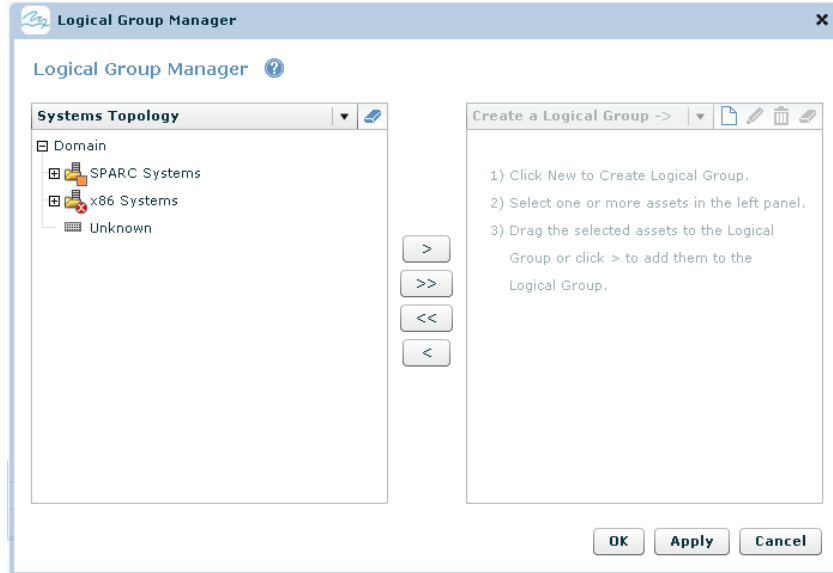 Logical Group Manager
Logical Group Manager ?
Systems Topology
Domain
SPARC Systems
x86 Systems
Unknown
>
>>
<<
<
Create a Logical Group ->
1) Click New to Create Logical Group.
2) Select one or more assets in the left panel.
3) Drag the selected assets to the Logical
Group or click > to add them to the
Logical Group.
OK Apply Cancel